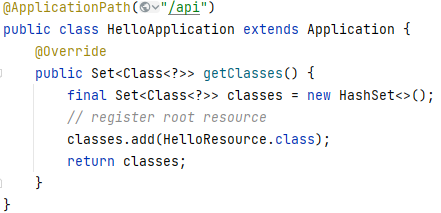 @ApplicationPath("/api")
public class HelloApplication extends Application {
    @Override
    public Set<Class<?>> getClasses() {
        final Set<Class<?>> classes = new HashSet<>();
        // register root resource
        classes.add(HelloResource.class);
        return classes;
    }
}